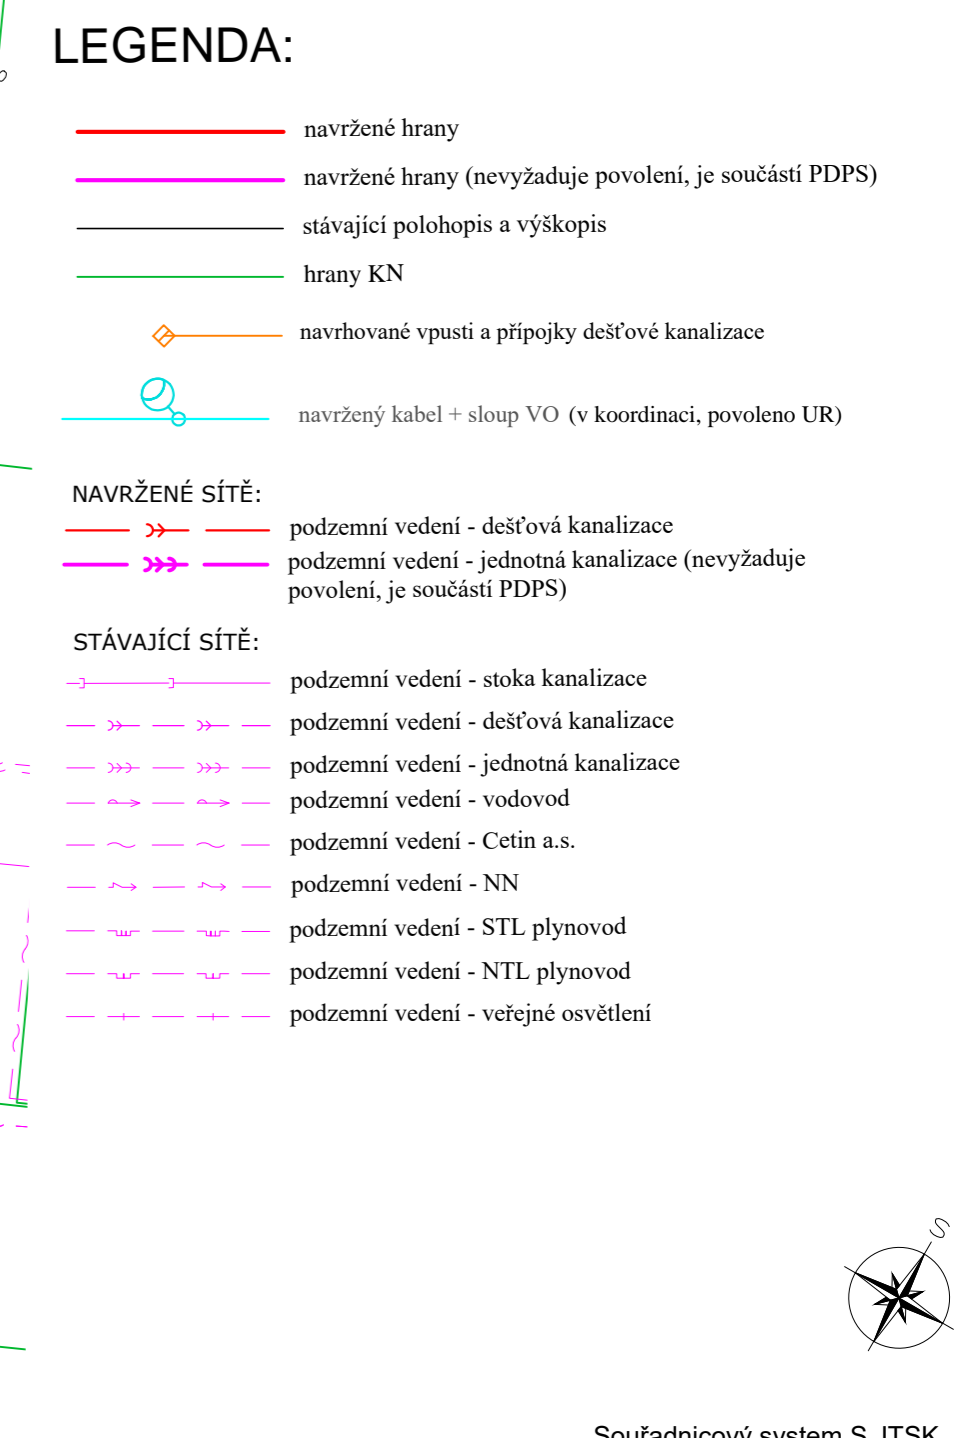 LEGENDA:
navržené hrany
navržené hrany (nevyžaduje povolení, je součástí PDPS)
stávající polohopis a výškopis
hrany KN
navrhované vpusti a přípojky dešťové kanalizace
navržený kabel + sloup VO (v koordinaci, povoleno UR)
NAVRŽENÉ SÍTĚ:
podzemní vedení - dešťová kanalizace
podzemní vedení - jednotná kanalizace (nevyžaduje
povolení, je součástí PDPS)
STÁVAJÍCÍ SÍTĚ:
podzemní vedení - stoka kanalizace
podzemní vedení - dešťová kanalizace
podzemní vedení - jednotná kanalizace
podzemní vedení - vodovod
podzemní vedení - Cetin a.s.
podzemní vedení - NN
podzemní vedení - STL plynovod
podzemní vedení - NTL plynovod
podzemní vedení - veřejné osvětlení
S
Souřadnicový system S-JTSK